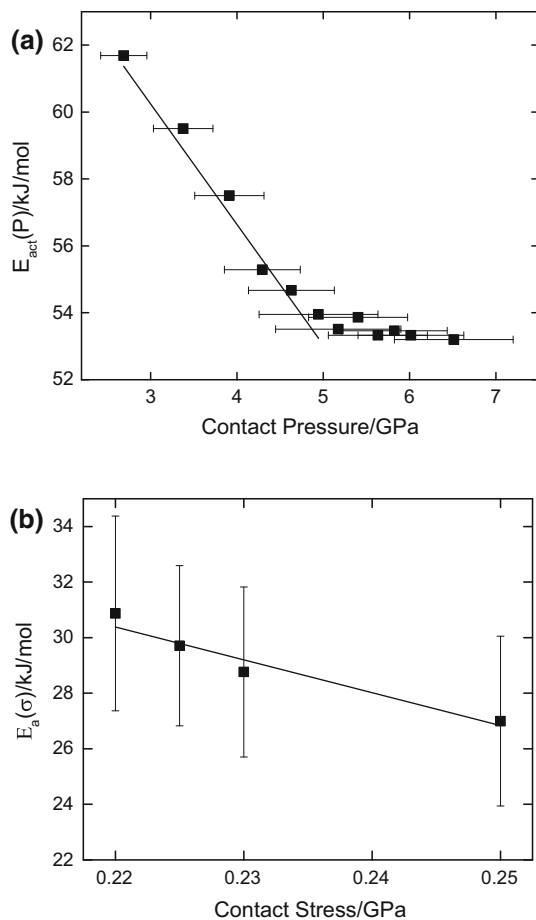 (a)
62
60
58
56
54
52
E_act(P)/kJ/mol
3 4 5 6 7
Contact Pressure/GPa
(b)
34
32
30
28
26
24
22
E_a(σ)/kJ/mol
0.22 0.23 0.24 0.25
Contact Stress/GPa